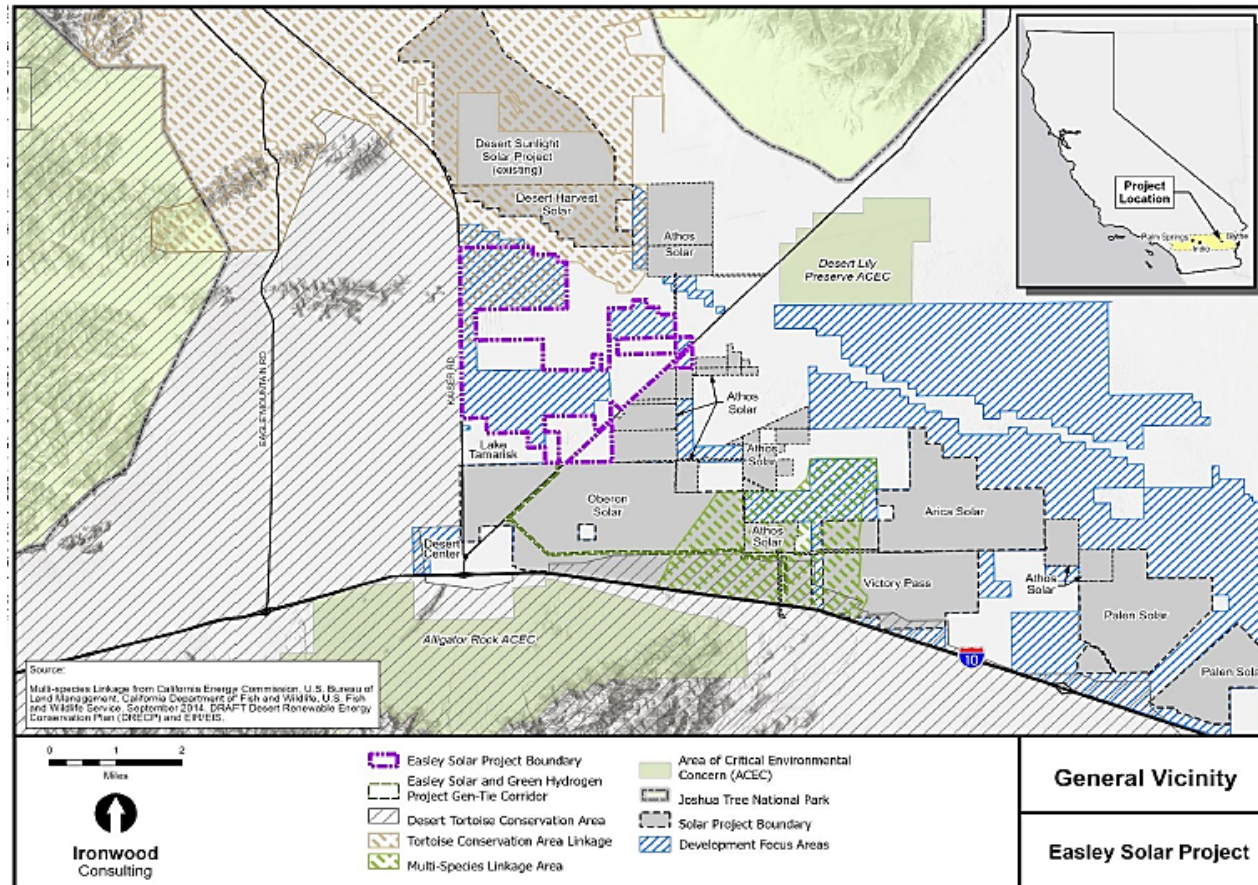 Desert Sunlight
Solar Project
(existing)
Desert Harvest
Solar
Athos
Solar
Desert Lily
Preserve ACEC
Project
Location
Palm Springs
Indio
Blythe
EAGLE MOUNTAIN RD
KAISER RD
Lake
Tamarisk
Athos
Solar
Athos
Solar
Oberon
Solar
Athos
Solar
Arica Solar
Desert
Center
Victory Pass
Athos
Solar
Palen Solar
Palen Sola
Alligator Rock ACEC
10
Source:
Multi-species Linkage from California Energy Commission, U.S. Bureau of
Land Management, California Department of Fish and Wildlife, U.S. Fish
and Wildlife Service. September 2014. DRAFT Desert Renewable Energy
Conservation Plan (DRECP) and EIR/EIS.
0 1 2
Miles
Ironwood
Consulting
Easley Solar Project Boundary
Easley Solar and Green Hydrogen
Project Gen-Tie Corridor
Desert Tortoise Conservation Area
Tortoise Conservation Area Linkage
Multi-Species Linkage Area
Area of Critical Environmental
Concern (ACEC)
Joshua Tree National Park
Solar Project Boundary
Development Focus Areas
General Vicinity
Easley Solar Project